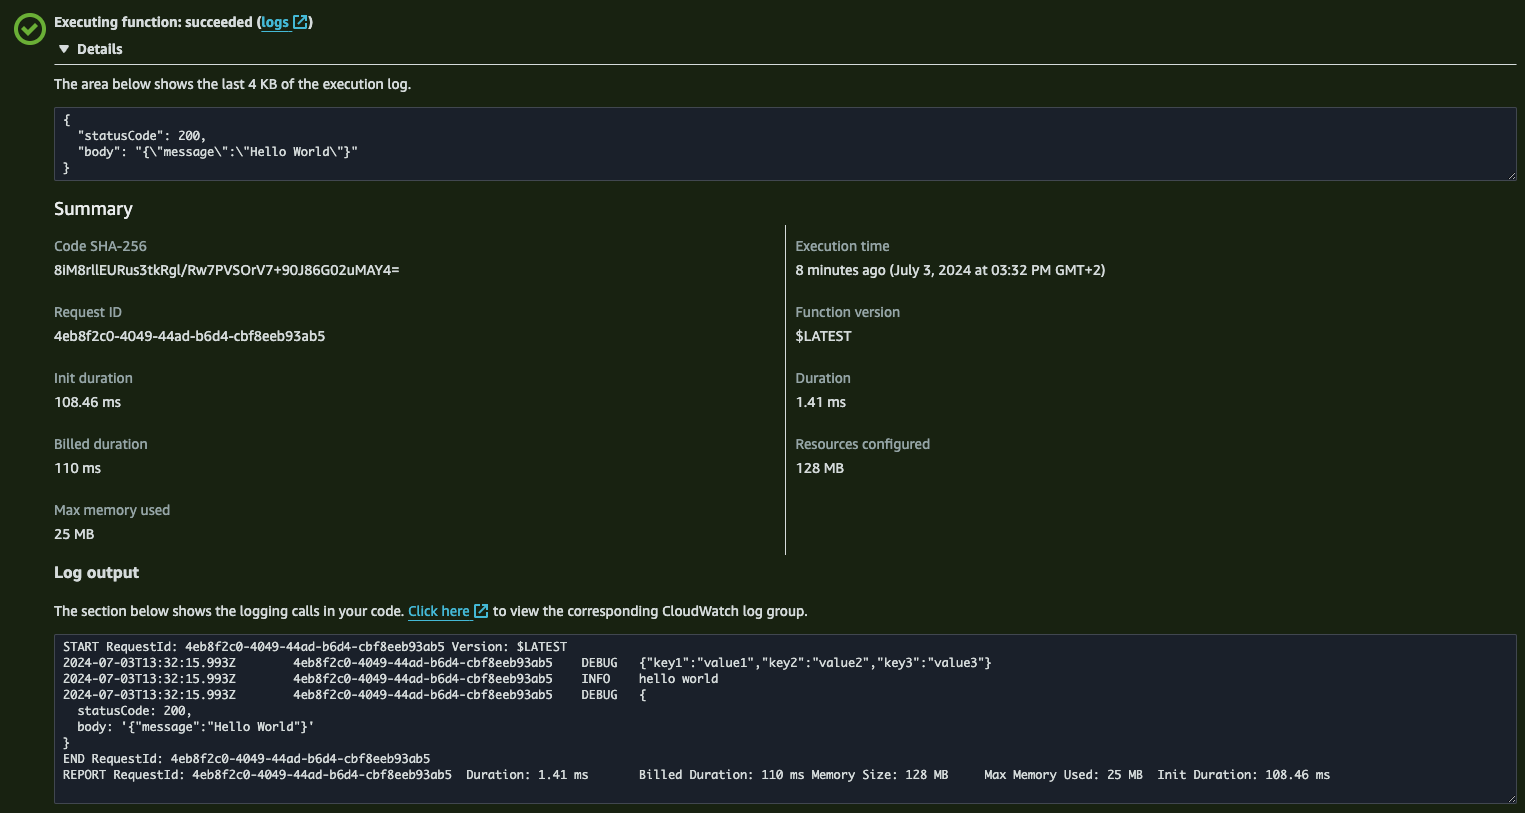 Executing function: succeeded (logs)
Details
The area below shows the last 4 KB of the execution log.
{
  "statusCode": 200,
  "body": "{\"message\":\"Hello World\"}"
}
Summary
Code SHA-256
8iM8rllEURus3tkRgl/Rw7PVSOrV7+90J86G02uMAY4=
Execution time
8 minutes ago (July 3, 2024 at 03:32 PM GMT+2)
Request ID
4eb8f2c0-4049-44ad-b6d4-cbf8eeb93ab5
Function version
$LATEST
Init duration
108.46 ms
Duration
1.41 ms
Billed duration
110 ms
Resources configured
128 MB
Max memory used
25 MB
Log output
The section below shows the logging calls in your code. Click here to view the corresponding CloudWatch log group.
START RequestId: 4eb8f2c0-4049-44ad-b6d4-cbf8eeb93ab5 Version: $LATEST
2024-07-03T13:32:15.993Z	4eb8f2c0-4049-44ad-b6d4-cbf8eeb93ab5	DEBUG	{"key1":"value1","key2":"value2","key3":"value3"}
2024-07-03T13:32:15.993Z	4eb8f2c0-4049-44ad-b6d4-cbf8eeb93ab5	INFO	hello world
2024-07-03T13:32:15.993Z	4eb8f2c0-4049-44ad-b6d4-cbf8eeb93ab5	DEBUG	{
  statusCode: 200,
  body: '{"message":"Hello World"}'
}
END RequestId: 4eb8f2c0-4049-44ad-b6d4-cbf8eeb93ab5
REPORT RequestId: 4eb8f2c0-4049-44ad-b6d4-cbf8eeb93ab5	Duration: 1.41 ms	Billed Duration: 110 ms	Memory Size: 128 MB	Max Memory Used: 25 MB	Init Duration: 108.46 ms